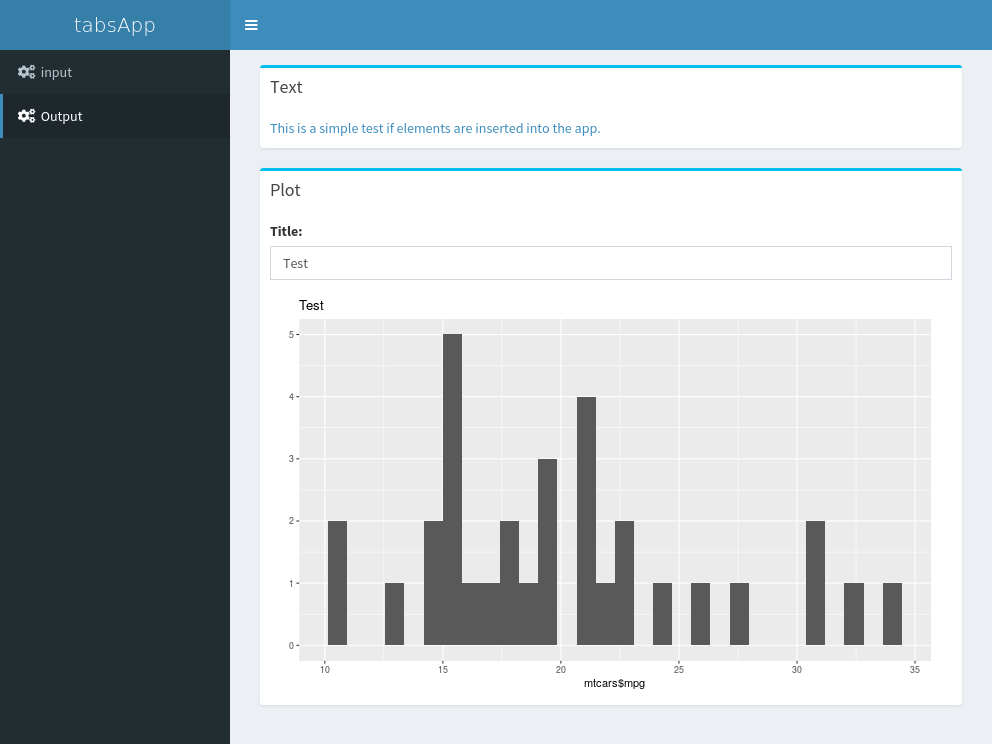 tabsApp
input
Output
Text
This is a simple test if elements are inserted into the app.
Plot
Title:
Test
Test
5
4
3
2
1
0
10 15 20 25 30 35
mtcars$mpg